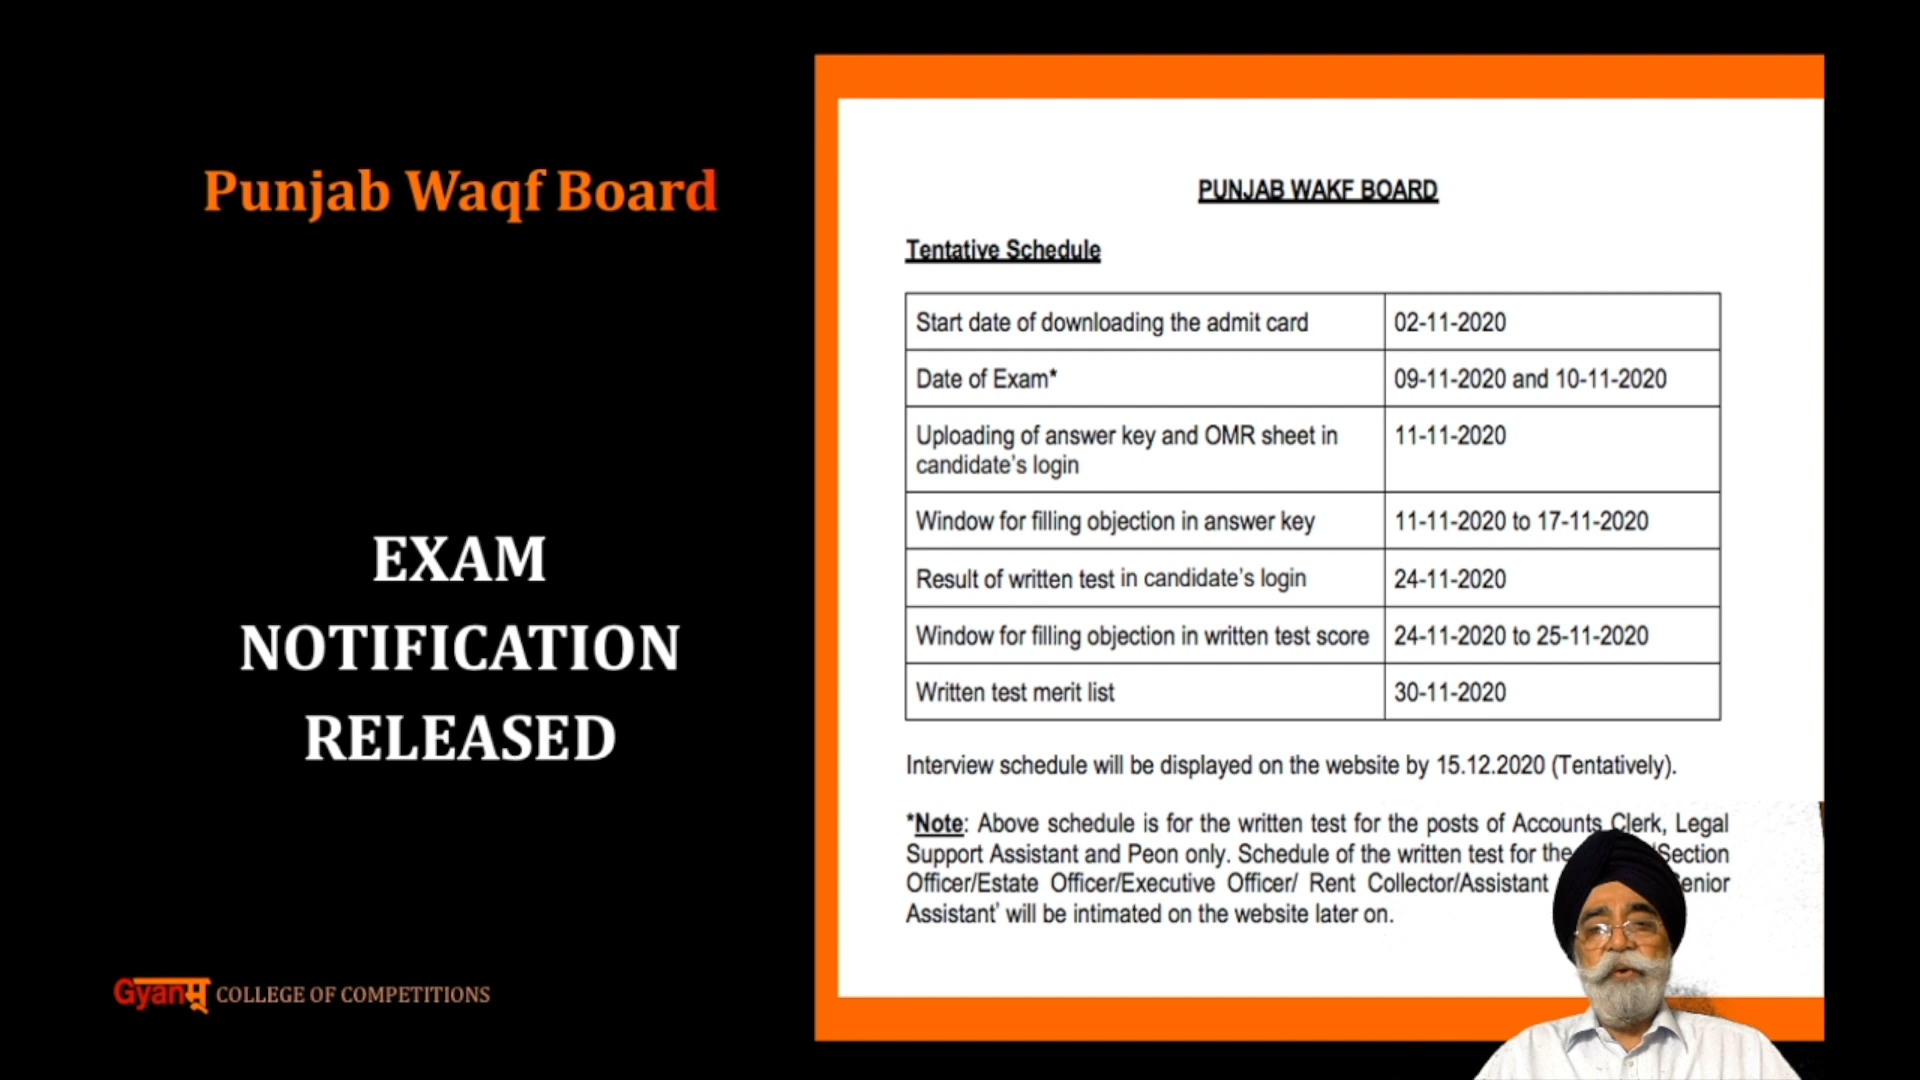 Punjab Waqf Board
EXAM
NOTIFICATION
RELEASED
Gyanम् COLLEGE OF COMPETITIONS
PUNJAB WAKF BOARD
Tentative Schedule
Start date of downloading the admit card 02-11-2020
Date of Exam* 09-11-2020 and 10-11-2020
Uploading of answer key and OMR sheet in 11-11-2020
candidate's login
Window for filling objection in answer key 11-11-2020 to 17-11-2020
Result of written test in candidate's login 24-11-2020
Window for filling objection in written test score 24-11-2020 to 25-11-2020
Written test merit list 30-11-2020
Interview schedule will be displayed on the website by 15.12.2020 (Tentatively).
*Note: Above schedule is for the written test for the posts of Accounts Clerk, Legal
Support Assistant and Peon only. Schedule of the written test for the /Section
Officer/Estate Officer/Executive Officer/ Rent Collector/Assistant
Assistant' will be intimated on the website later on.